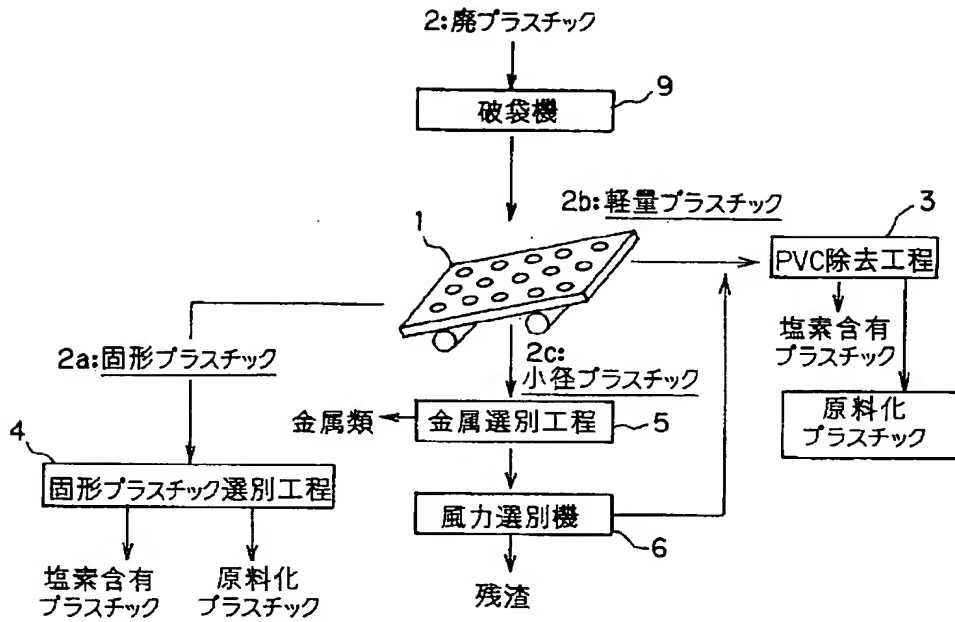 2:廃プラスチック
9
破袋機
2b:軽量プラスチック
3
1
PVC除去工程
塩素含有
プラスチック
2a:固形プラスチック
2c:
小径プラスチック
原料化
プラスチック
金属類
金属選別工程
5
4
固形プラスチック選別工程
風力選別機
6
塩素含有
プラスチック
原料化
プラスチック
残渣